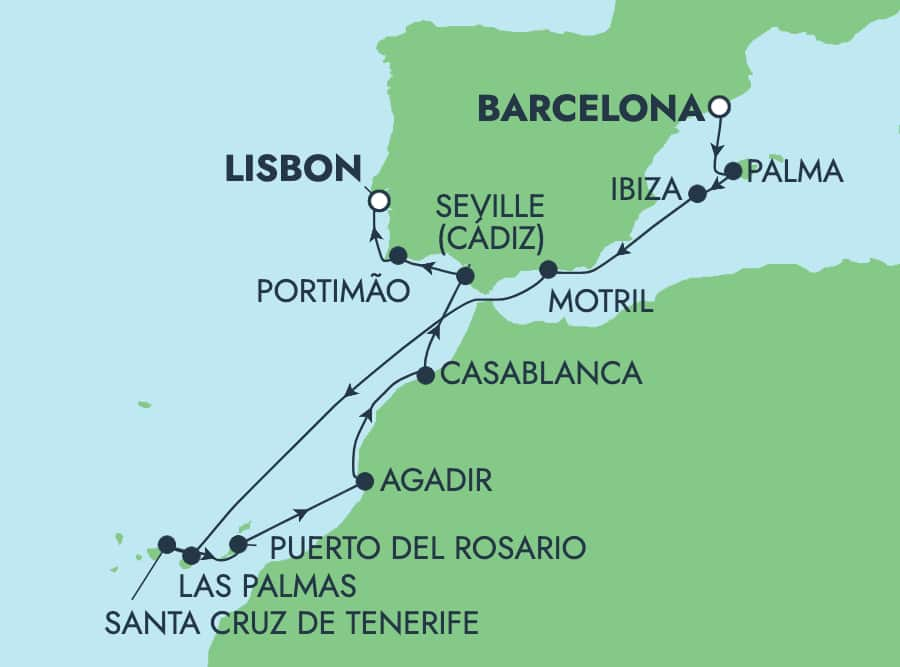 BARCELONA
LISBON
PALMA
IBIZA
SEVILLE
(CÁDIZ)
PORTIMÃO
MOTRIL
CASABLANCA
AGADIR
PUERTO DEL ROSARIO
LAS PALMAS
SANTA CRUZ DE TENERIFE